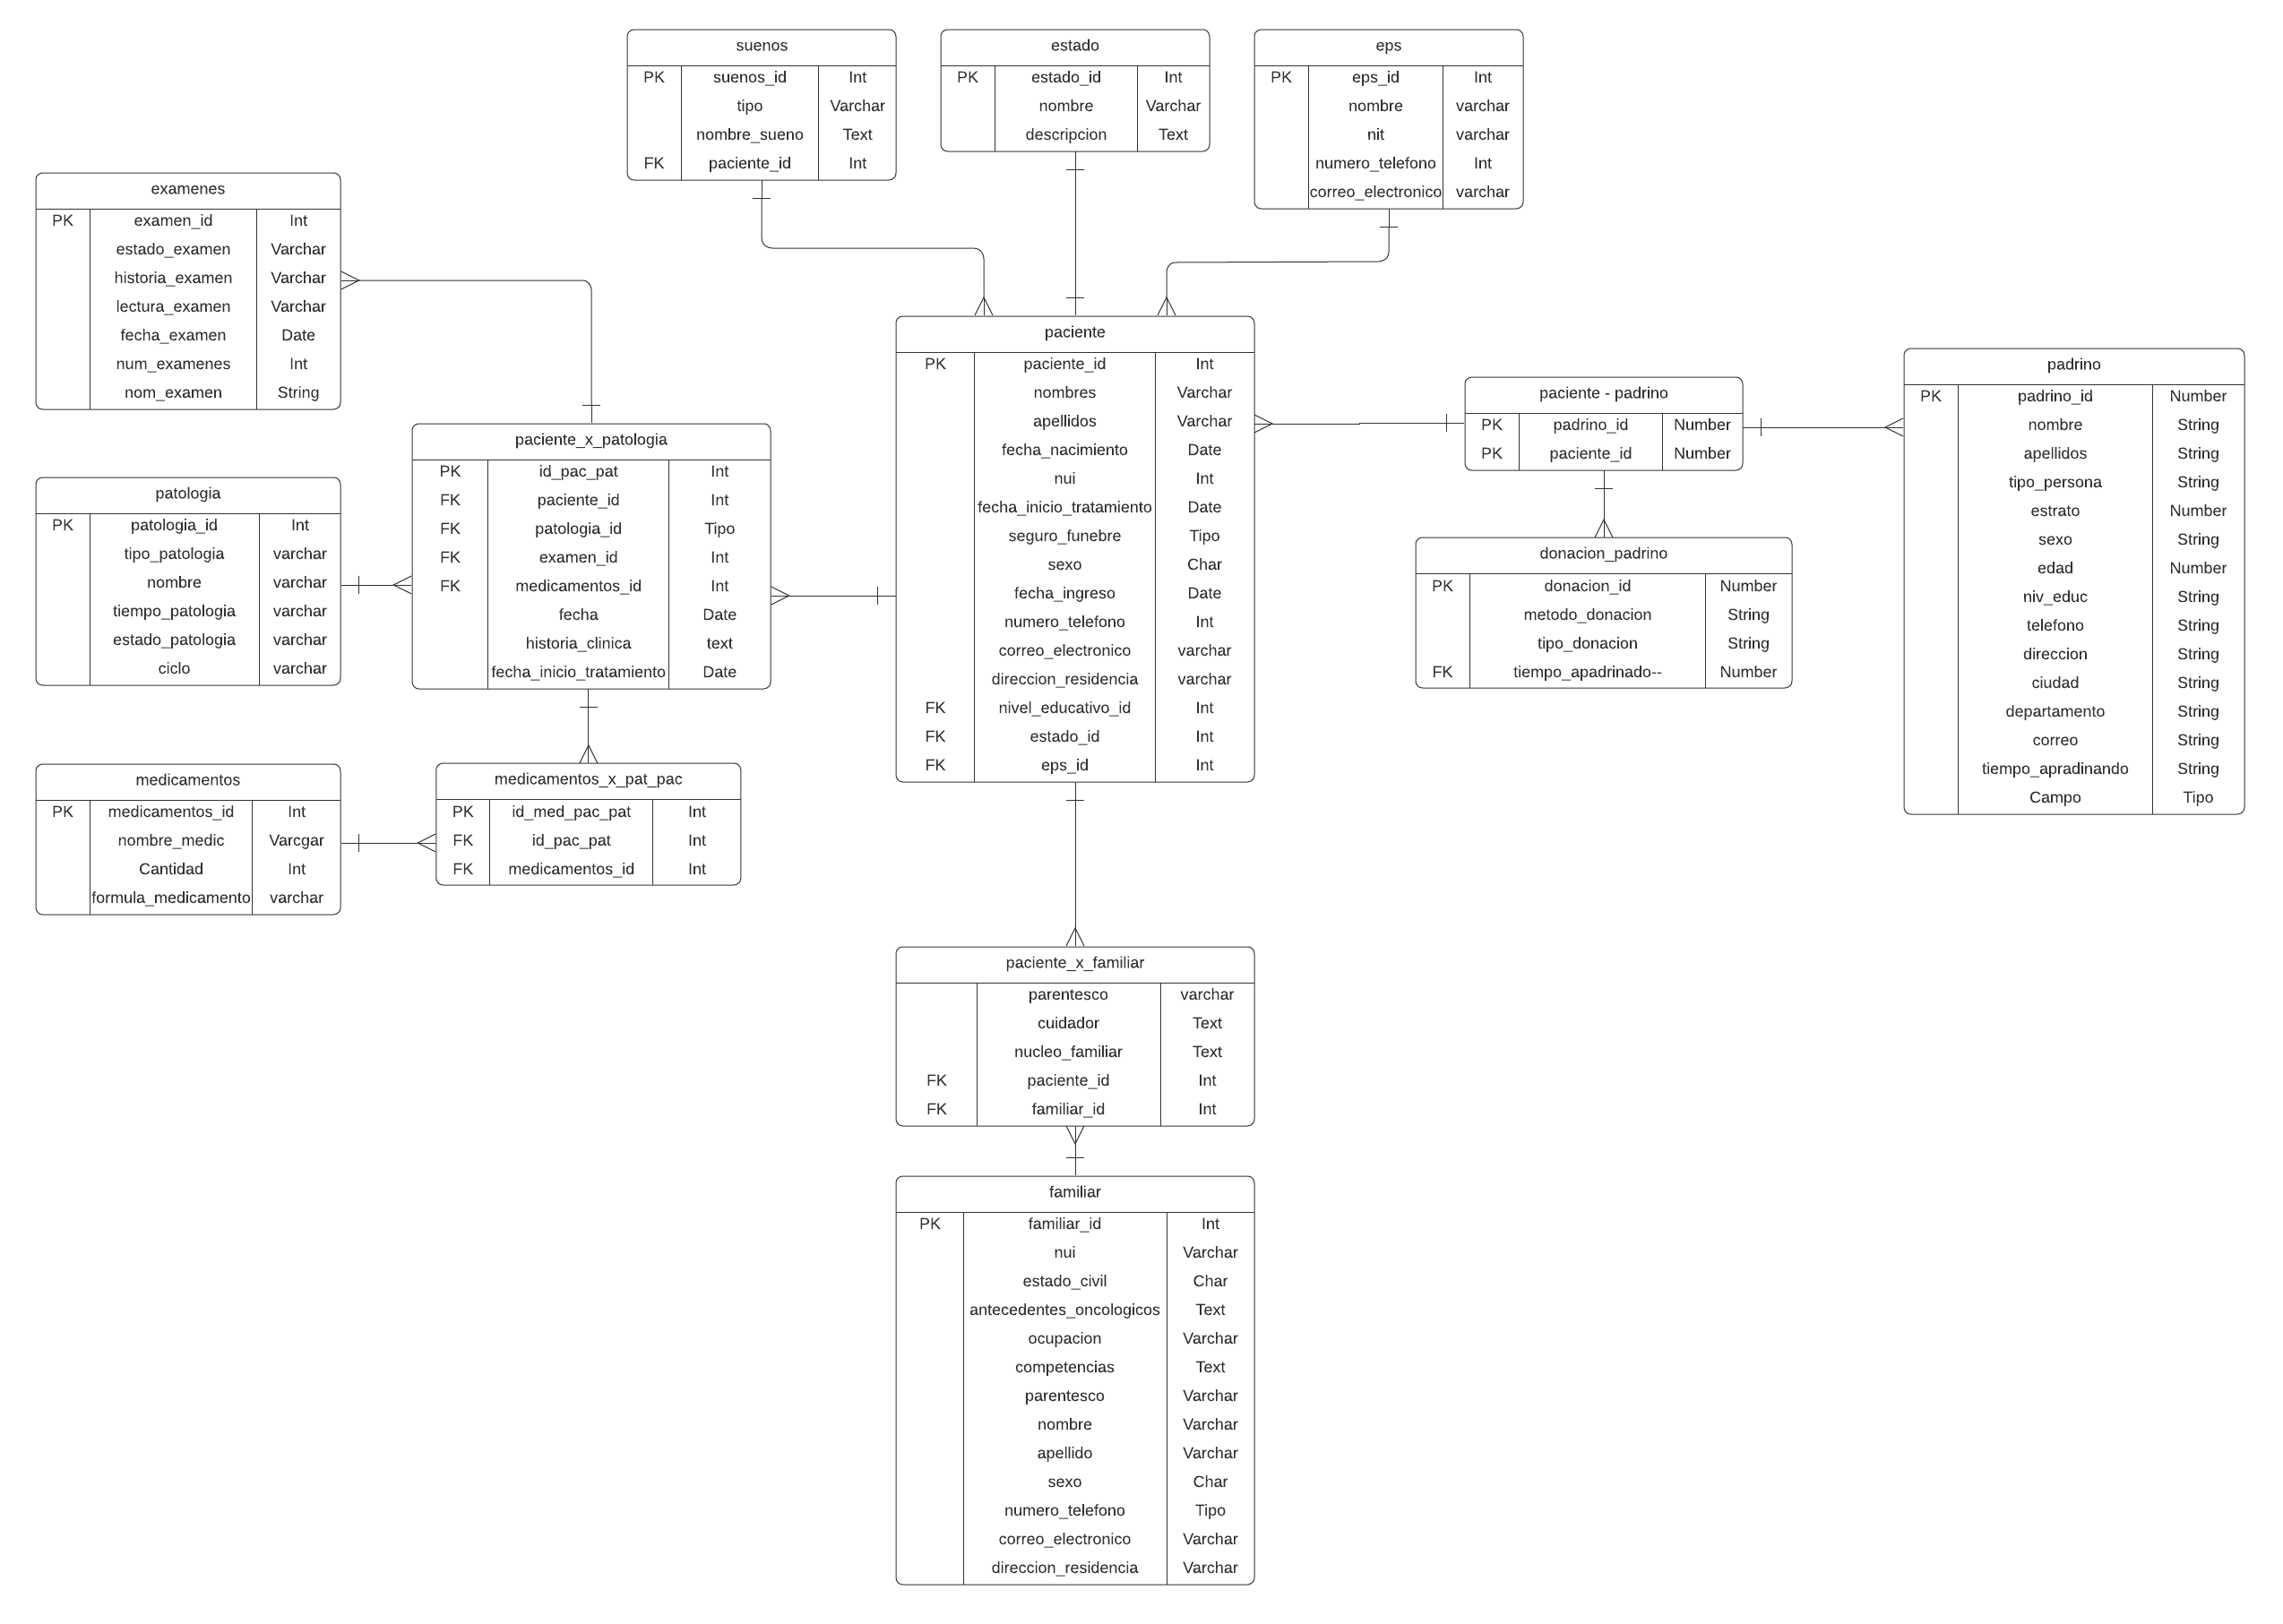 suenos
PK suenos_id Int
tipo Varchar
nombre_sueno Text
FK paciente_id Int
estado
PK estado_id Int
nombre Varchar
descripcion Text
eps
PK eps_id Int
nombre varchar
nit varchar
numero_telefono Int
correo_electronico varchar
examenes
PK examen_id Int
estado_examen Varchar
historia_examen Varchar
lectura_examen Varchar
fecha_examen Date
num_examenes Int
nom_examen String
paciente
PK paciente_id Int
nombres Varchar
apellidos Varchar
fecha_nacimiento Date
nui Int
fecha_inicio_tratamiento Date
seguro_funebre Tipo
sexo Char
fecha_ingreso Date
numero_telefono Int
correo_electronico varchar
direccion_residencia varchar
FK nivel_educativo_id Int
FK estado_id Int
FK eps_id Int
paciente - padrino
PK padrino_id Number
PK paciente_id Number
padrino
PK padrino_id Number
nombre String
apellidos String
tipo_persona String
estrato Number
sexo String
edad Number
niv_educ String
telefono String
direccion String
ciudad String
departamento String
correo String
tiempo_apradinando String
Campo Tipo
paciente_x_patologia
PK id_pac_pat Int
FK paciente_id Int
FK patologia_id Tipo
FK examen_id Int
FK medicamentos_id Int
fecha Date
historia_clinica text
fecha_inicio_tratamiento Date
patologia
PK patologia_id Int
tipo_patologia varchar
nombre varchar
tiempo_patologia varchar
estado_patologia varchar
ciclo varchar
donacion_padrino
PK donacion_id Number
metodo_donacion String
tipo_donacion String
FK tiempo_apadrinado-- Number
medicamentos
PK medicamentos_id Int
nombre_medic Varcgar
Cantidad Int
formula_medicamento varchar
medicamentos_x_pat_pac
PK id_med_pac_pat Int
FK id_pac_pat Int
FK medicamentos_id Int
paciente_x_familiar
parentesco varchar
cuidador Text
nucleo_familiar Text
FK paciente_id Int
FK familiar_id Int
familiar
PK familiar_id Int
nui Varchar
estado_civil Char
antecedentes_oncologicos Text
ocupacion Varchar
competencias Text
parentesco Varchar
nombre Varchar
apellido Varchar
sexo Char
numero_telefono Tipo
correo_electronico Varchar
direccion_residencia Varchar